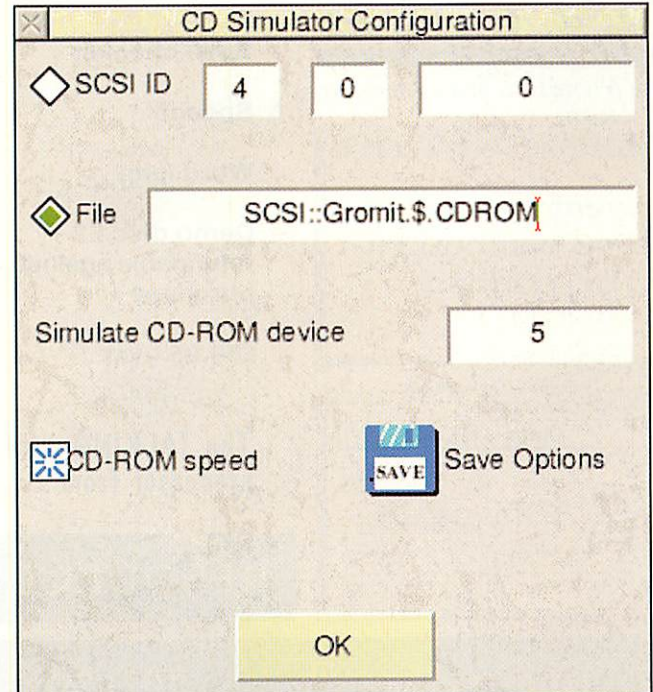 CD Simulator Configuration
SCSI ID 4 0 0
File SCSI::Gromit.$.CDROM
Simulate CD-ROM device 5
CD-ROM speed SAVE Save Options
OK